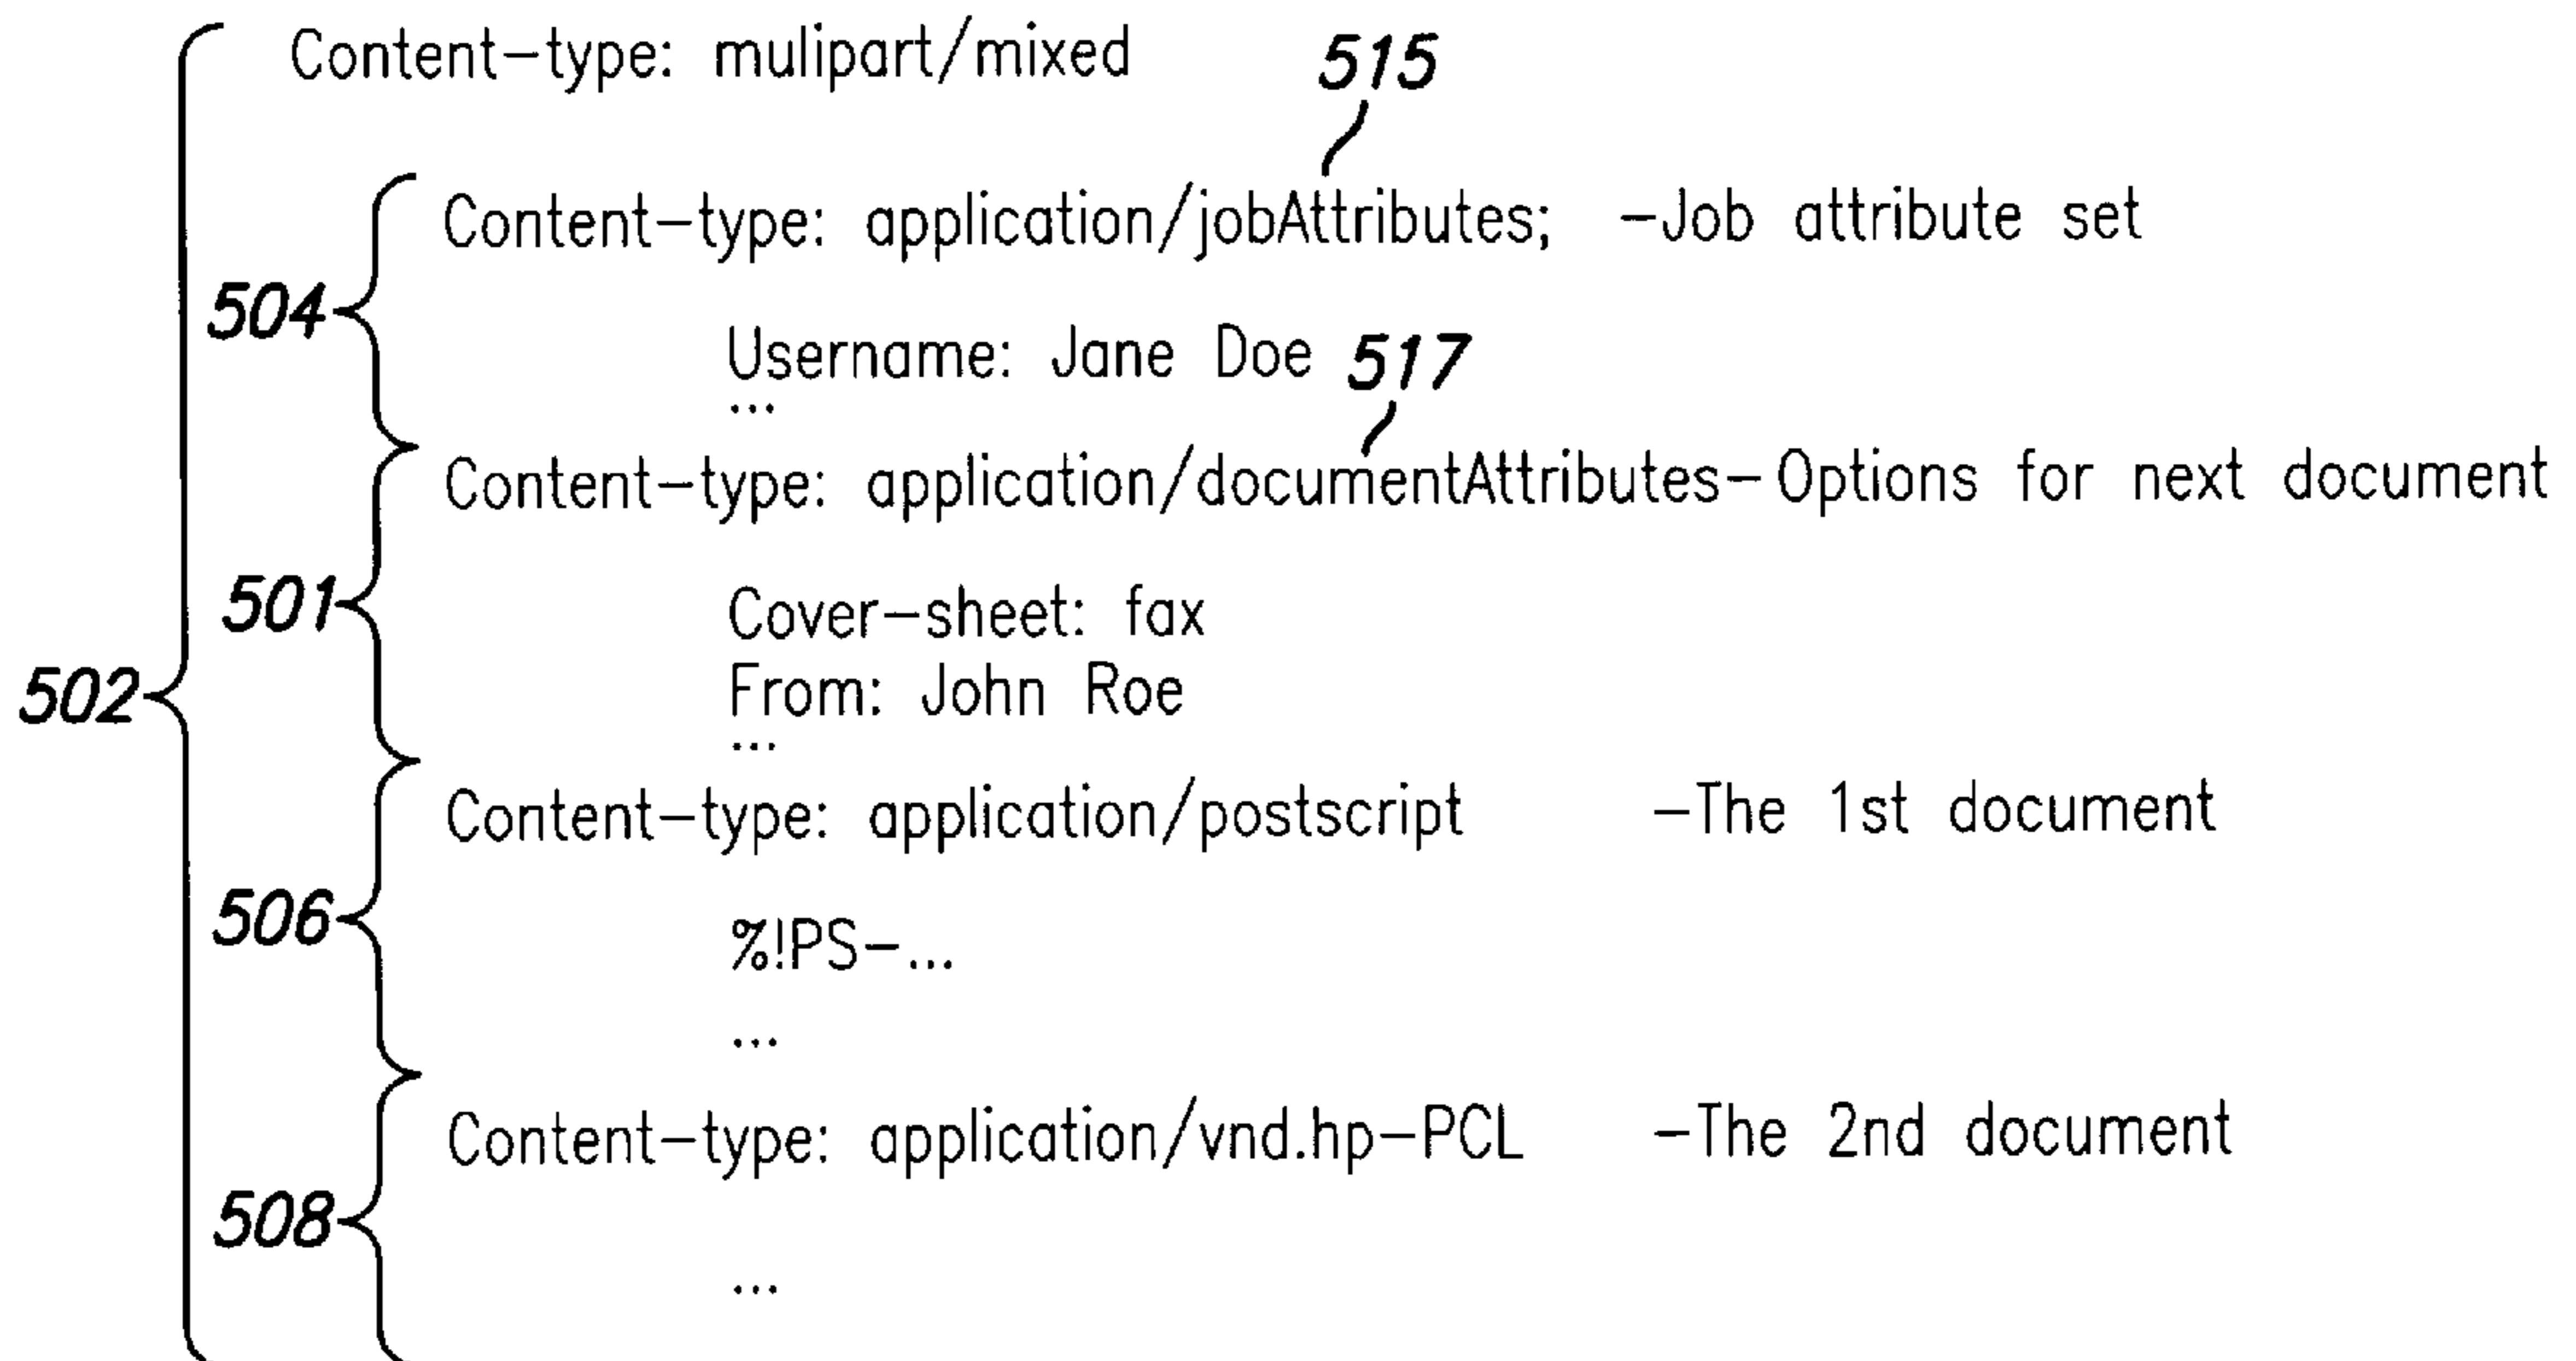 Content-type: mulipart/mixed
515
Content-type: application/jobAttributes; -Job attribute set
504
Username: Jane Doe 517
...
Content-type: application/documentAttributes- Options for next document
501
Cover-sheet: fax
502
From: John Roe
...
Content-type: application/postscript -The 1st document
506
%!PS-...
...
Content-type: application/vnd.hp-PCL -The 2nd document
508
...